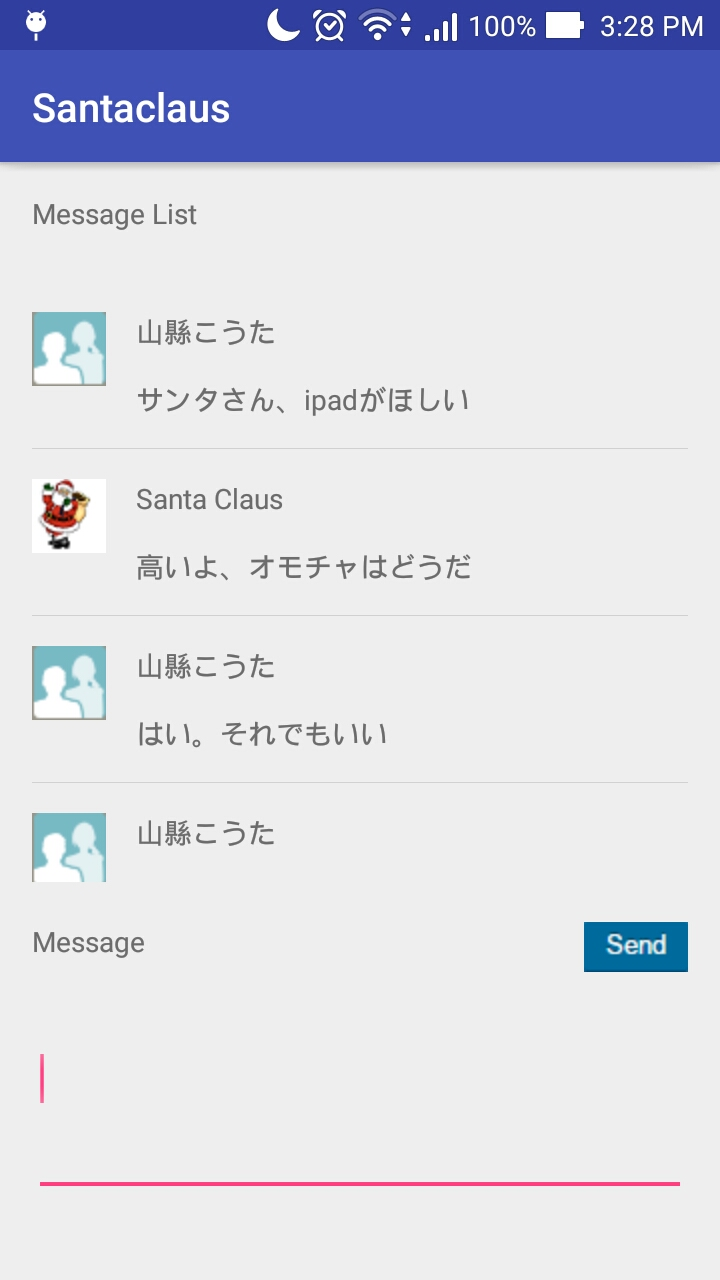 100% 3:28 PM
Santaclaus
Message List
山縣こうた
サンタさん、ipadがほしい
Santa Claus
高いよ、オモチャはどうだ
山縣こうた
はい。それでもいい
山縣こうた
Message
Send